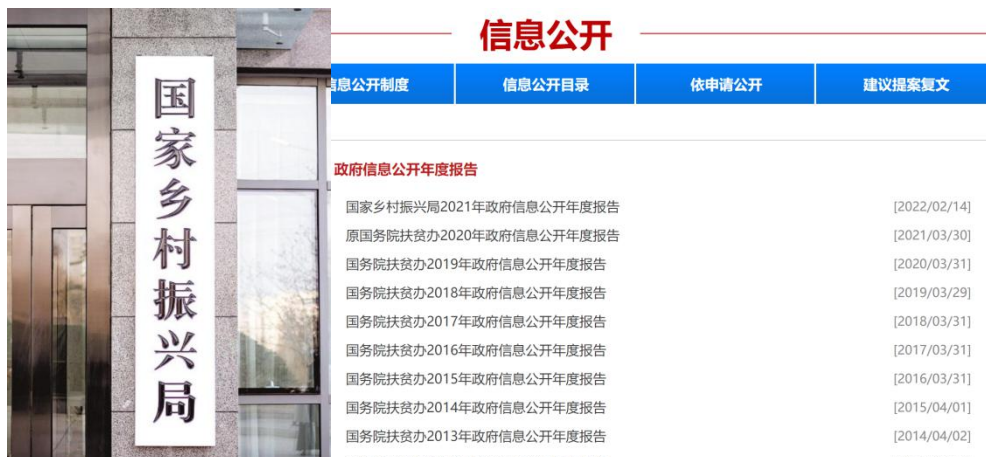 国家乡村振兴局
信息公开
信息公开制度
信息公开目录
依申请公开
建议提案复文
政府信息公开年度报告
国家乡村振兴局2021年政府信息公开年度报告 [2022/02/14]
原国务院扶贫办2020年政府信息公开年度报告 [2021/03/30]
国务院扶贫办2019年政府信息公开年度报告 [2020/03/31]
国务院扶贫办2018年政府信息公开年度报告 [2019/03/29]
国务院扶贫办2017年政府信息公开年度报告 [2018/03/31]
国务院扶贫办2016年政府信息公开年度报告 [2017/03/31]
国务院扶贫办2015年政府信息公开年度报告 [2016/03/31]
国务院扶贫办2014年政府信息公开年度报告 [2015/04/01]
国务院扶贫办2013年政府信息公开年度报告 [2014/04/02]